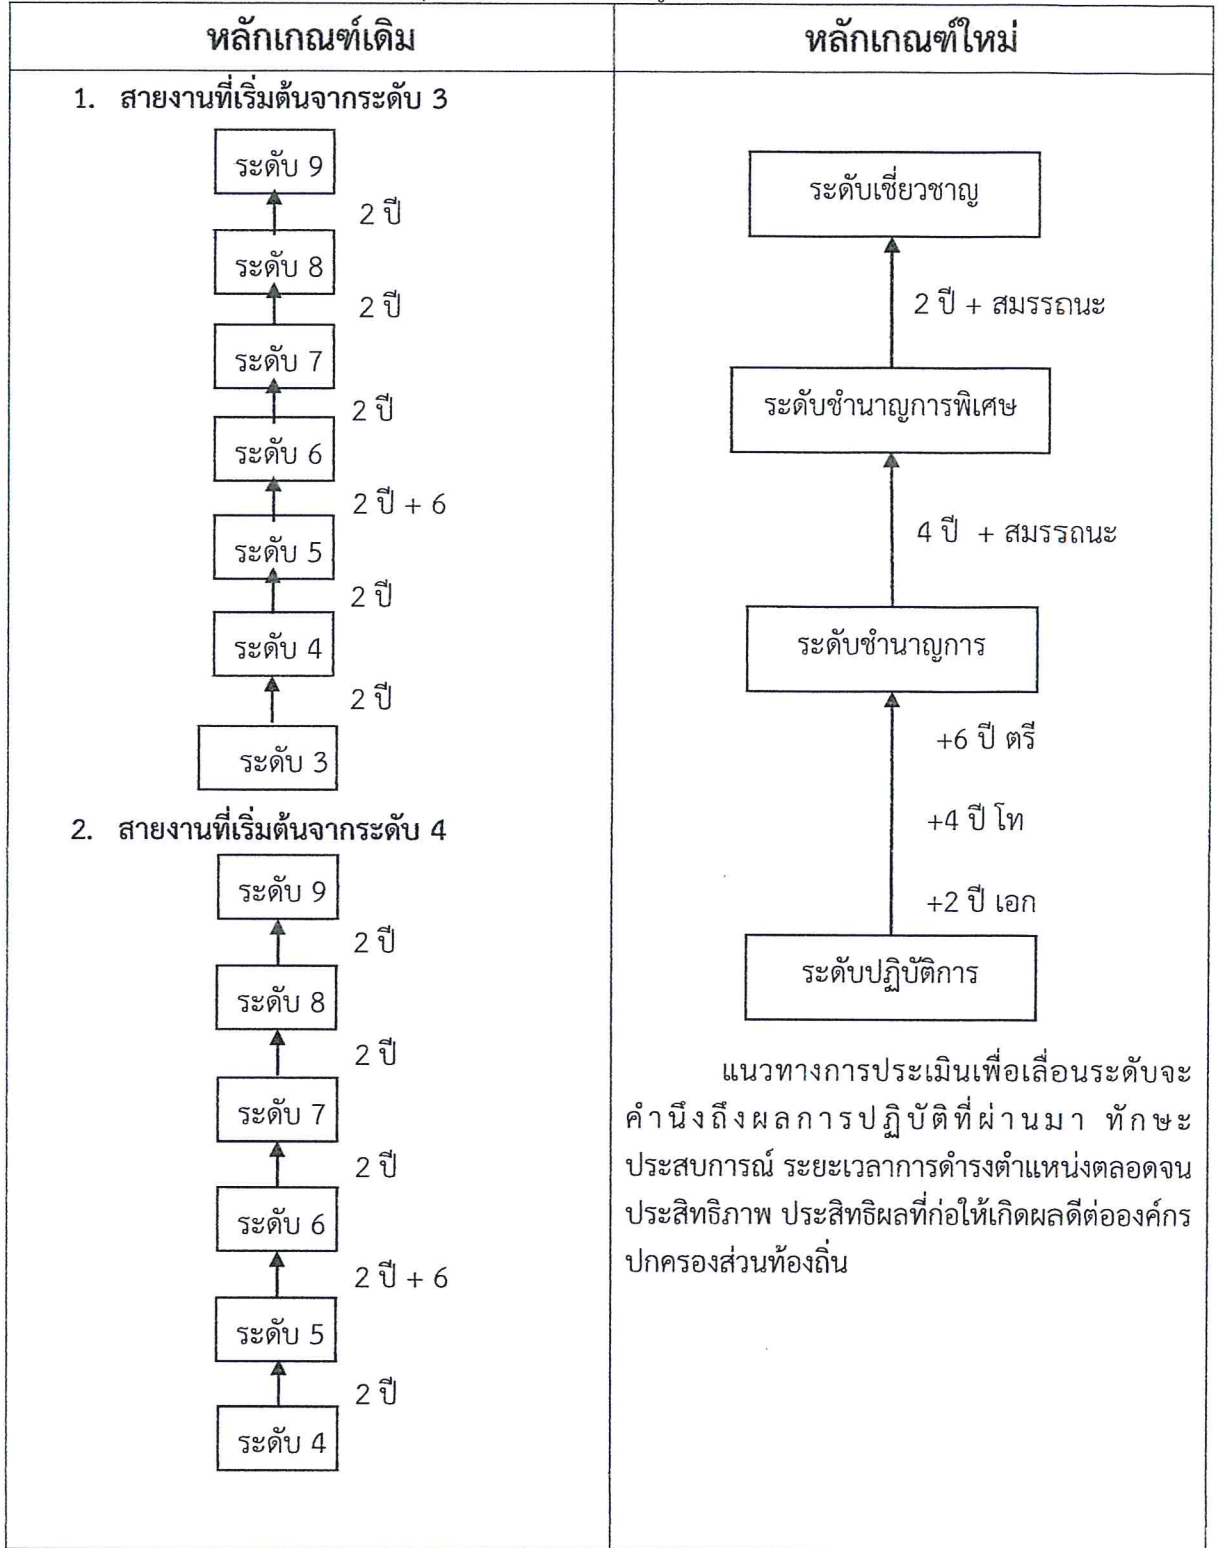 หลักเกณฑ์เดิม
หลักเกณฑ์ใหม่
1. สายงานที่เริ่มต้นจากระดับ 3
ระดับ 9
2 ปี
ระดับ 8
2 ปี
ระดับ 7
2 ปี
ระดับ 6
2 ปี + 6
ระดับ 5
2 ปี
ระดับ 4
2 ปี
ระดับ 3
2. สายงานที่เริ่มต้นจากระดับ 4
ระดับ 9
2 ปี
ระดับ 8
2 ปี
ระดับ 7
2 ปี
ระดับ 6
2 ปี + 6
ระดับ 5
2 ปี
ระดับ 4
ระดับเชี่ยวชาญ
2 ปี + สมรรถนะ
ระดับชำนาญการพิเศษ
4 ปี + สมรรถนะ
ระดับชำนาญการ
+6 ปี ตรี
+4 ปี โท
+2 ปี เอก
ระดับปฏิบัติการ
แนวทางการประเมินเพื่อเลื่อนระดับจะ
คำนึงถึงผลการปฏิบัติที่ผ่านมา ทักษะ
ประสบการณ์ ระยะเวลาการดำรงตำแหน่งตลอดจน
ประสิทธิภาพ ประสิทธิผลที่ก่อให้เกิดผลดีต่อองค์กร
ปกครองส่วนท้องถิ่น